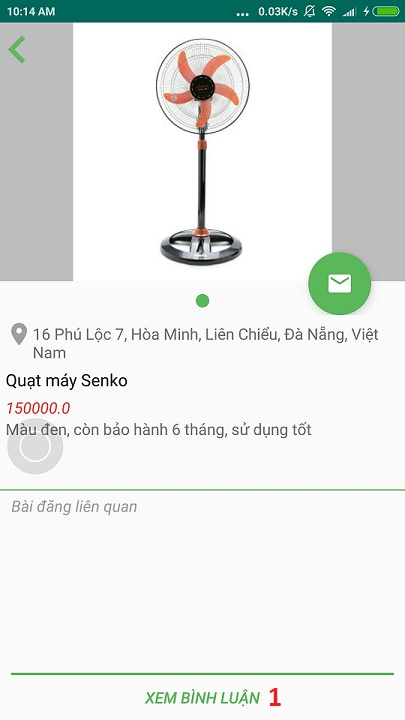 10:14 AM ... 0.03K/s
16 Phú Lộc 7, Hòa Minh, Liên Chiểu, Đà Nẵng, Việt
Nam
Quạt máy Senko
150000.0
Màu đen, còn bảo hành 6 tháng, sử dụng tốt
Bài đăng liên quan
XEM BÌNH LUẬN 1